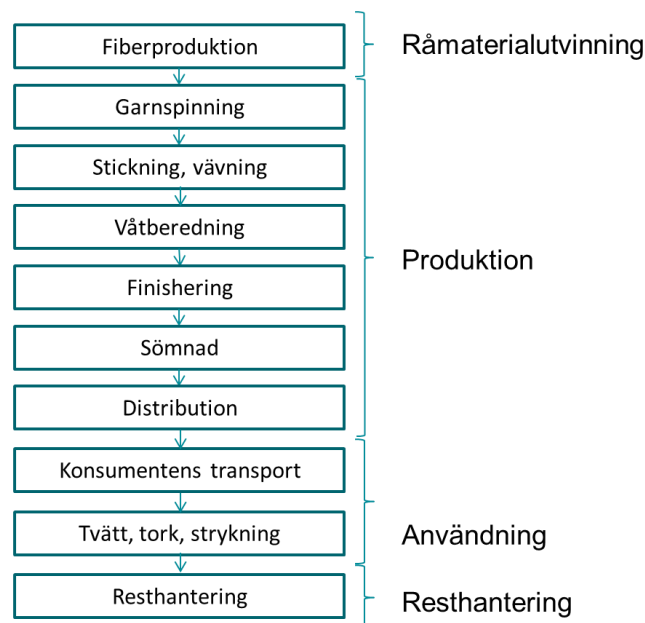 Fiberproduktion
Råmaterialutvinning
Garnspinning
Stickning, vävning
Våtberedning
Finishering
Sömnad
Distribution
Produktion
Konsumentens transport
Tvätt, tork, strykning
Användning
Resthantering
Resthantering